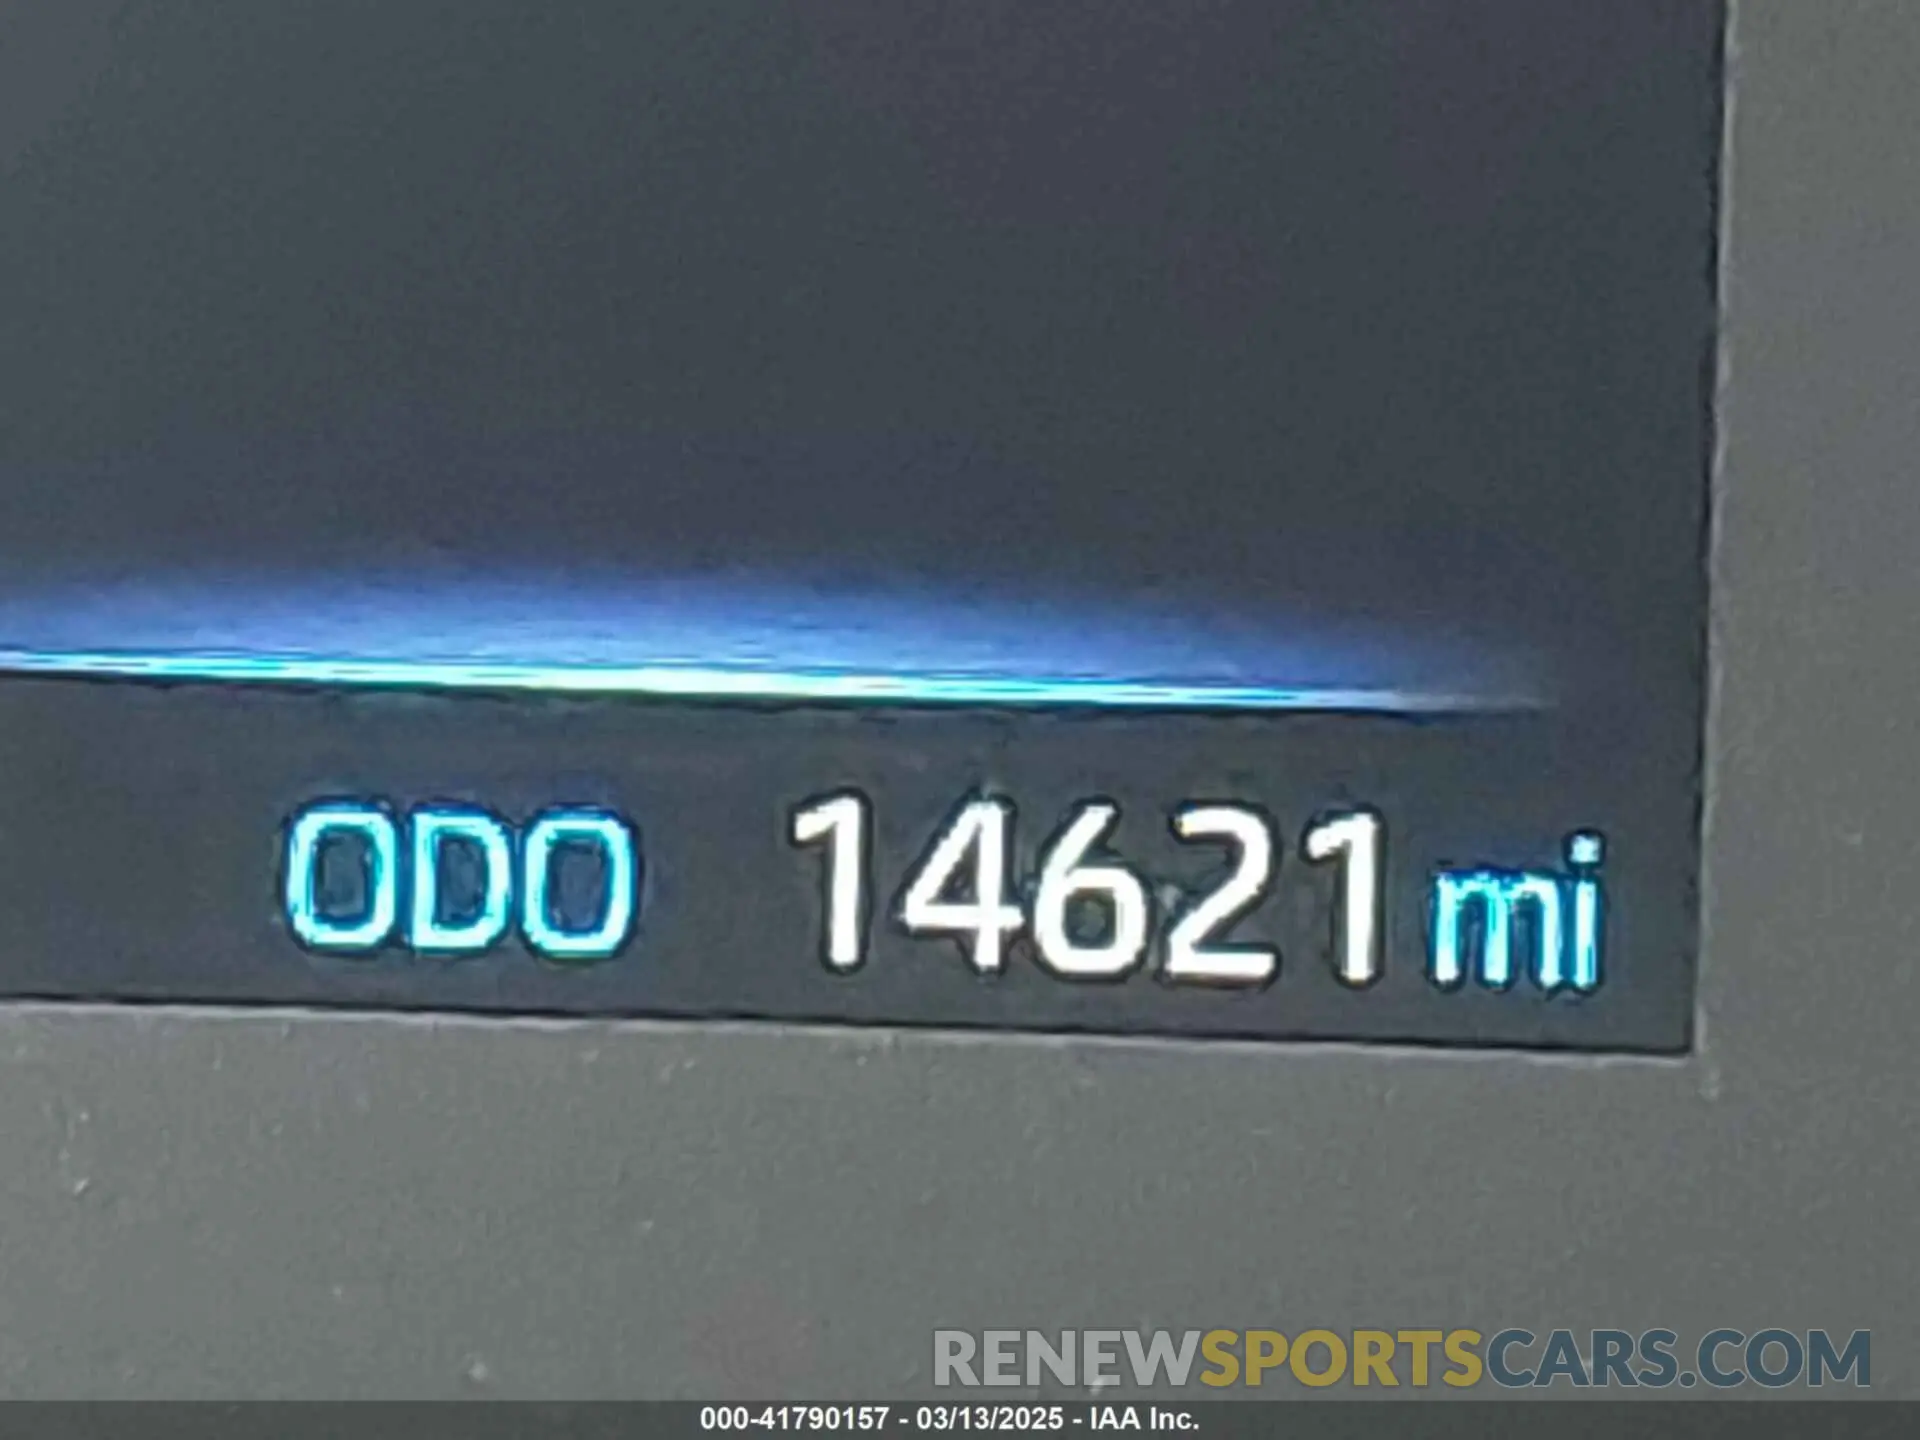 ODO 14621 mi
RENEWSPORTSCARS.COM
000-41790157 - 03/13/2025 - IAA Inc.